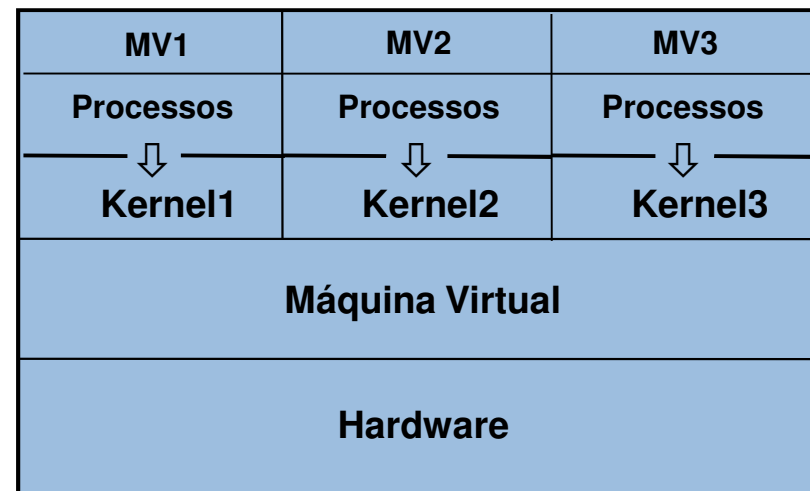 MV1 MV2 MV3
Processos Processos Processos
Kernel1 Kernel2 Kernel3
Máquina Virtual
Hardware